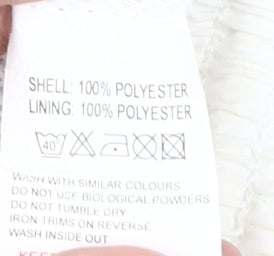 SHELL: 100% POLYESTER
LINING: 100% POLYESTER
40
WASH WITH SIMILAR COLOURS
DO NOT USE BIOLOGICAL POWDERS
DO NOT TUMBLE DRY
IRON TRIMS ON REVERSE
WASH INSIDE OUT
KEEP